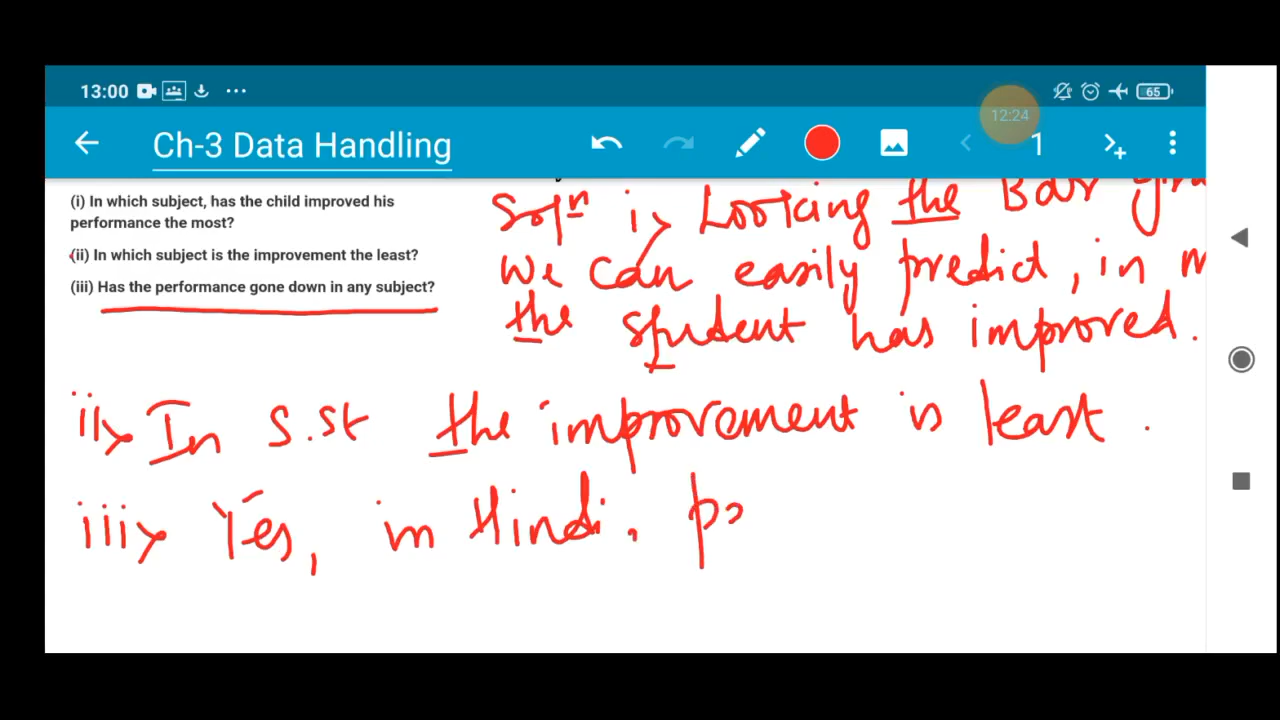 13:00 ... 65
12:24
Ch-3 Data Handling 1
(i) In which subject, has the child improved his
performance the most?
(ii) In which subject is the improvement the least?
(iii) Has the performance gone down in any subject?
Solⁿ i> Looking the Bar
We can easily predict, in
the student has improved.
ii> In S.St the improvement is least.
iii> Yes, in Hindi.